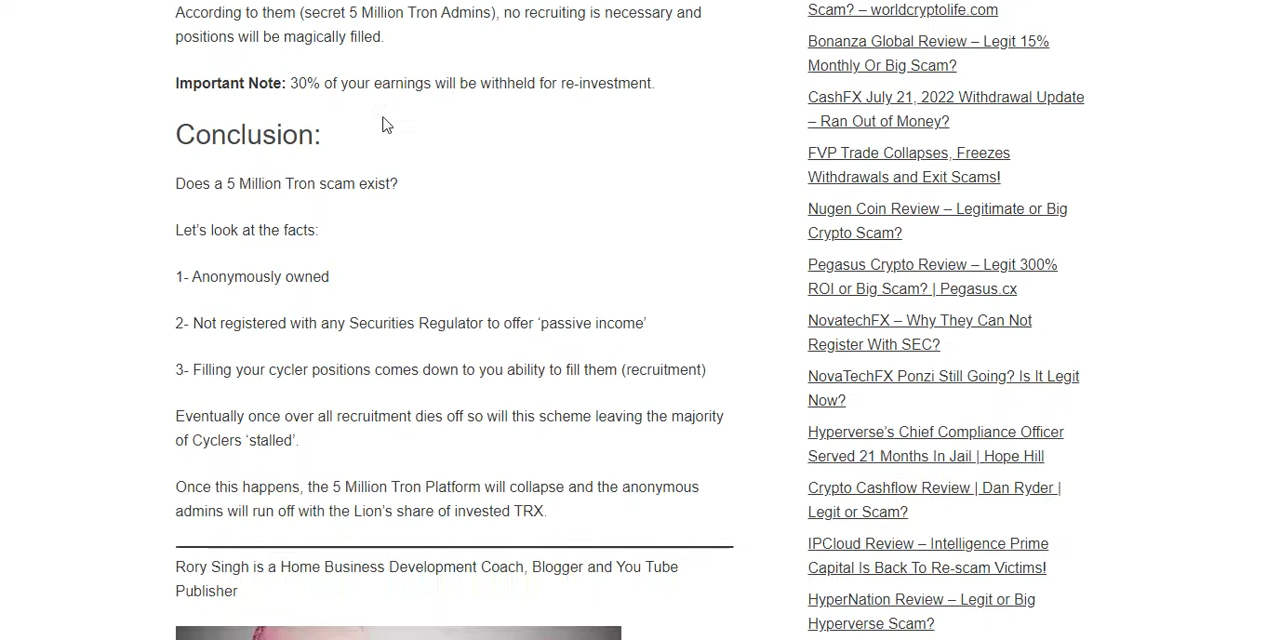 According to them (secret 5 Million Tron Admins), no recruiting is necessary and
positions will be magically filled.
Important Note: 30% of your earnings will be withheld for re-investment.
Conclusion:
Does a 5 Million Tron scam exist?
Let’s look at the facts:
1- Anonymously owned
2- Not registered with any Securities Regulator to offer ‘passive income’
3- Filling your cycler positions comes down to you ability to fill them (recruitment)
Eventually once over all recruitment dies off so will this scheme leaving the majority
of Cyclers ‘stalled’.
Once this happens, the 5 Million Tron Platform will collapse and the anonymous
admins will run off with the Lion’s share of invested TRX.
Rory Singh is a Home Business Development Coach, Blogger and You Tube
Publisher
Scam? – worldcryptolife.com
Bonanza Global Review – Legit 15%
Monthly Or Big Scam?
CashFX July 21, 2022 Withdrawal Update
– Ran Out of Money?
FVP Trade Collapses, Freezes
Withdrawals and Exit Scams!
Nugen Coin Review – Legitimate or Big
Crypto Scam?
Pegasus Crypto Review – Legit 300%
ROI or Big Scam? | Pegasus.cx
NovatechFX – Why They Can Not
Register With SEC?
NovaTechFX Ponzi Still Going? Is It Legit
Now?
Hyperverse’s Chief Compliance Officer
Served 21 Months In Jail | Hope Hill
Crypto Cashflow Review | Dan Ryder |
Legit or Scam?
IPCloud Review – Intelligence Prime
Capital Is Back To Re-scam Victims!
HyperNation Review – Legit or Big
Hyperverse Scam?